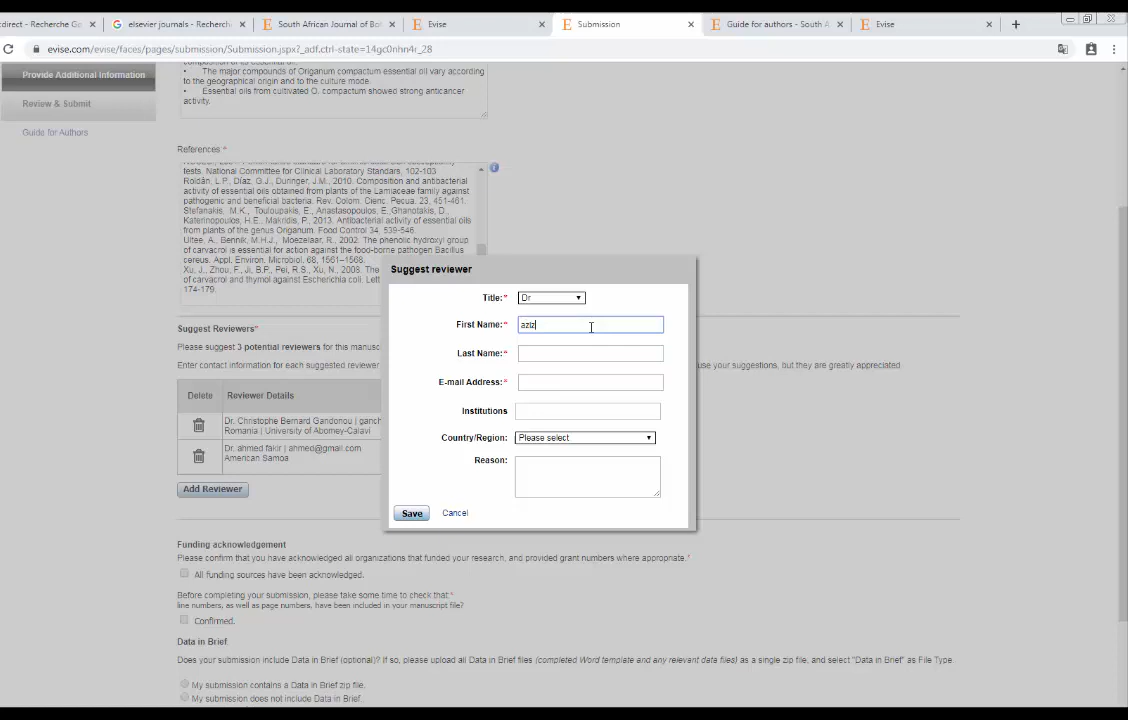 direct - Recherche Go
elsevier journals - Recherche
South African Journal of Bo
Evise
Submission
Guide for authors - South A
Evise
evise.com/evise/faces/pages/submission/Submission.jspx?_adf.ctrl-state=14gc0nhn4r_28
Provide Additional Information
Review & Submit
Guide for Authors
composition of its essential oil.
• The major compounds of Origanum compactum essential oil vary according
to the geographical origin and to the culture mode.
• Essential oils from cultivated O. compactum showed strong anticancer
activity.
References *
tests. National Committee for Clinical Laboratory Standars, 102-103
Roldán, L.P., Díaz, G.J., Duringer, J.M., 2010. Composition and antibacterial
activity of essential oils obtained from plants of the Lamiaceae family against
pathogenic and beneficial bacteria. Rev. Colom. Cienc. Pecua. 23, 451-461.
Stefanakis, M.K., Touloupakis, E., Anastasopoulos, E.,Ghanotakis, D.,
Katerinopoulos, H.E., Makridis, P., 2013. Antibacterial activity of essential oils
from plants of the genus Origanum. Food Control 34, 539-546.
Ultee, A., Bennik, M.H.J., Moezelaar, R., 2002. The phenolic hydroxyl group
of carvacrol is essential for action against the food-borne pathogen Bacillus
cereus. Appl. Environ. Microbiol. 68, 1561–1568.
Xu, J., Zhou, F., Ji, B.P., Pei, R.S., Xu, N., 2008. The
of carvacrol and thymol against Escherichia coli. Lett
174-179.
Suggest Reviewers*
Please suggest 3 potential reviewers for this manus
Enter contact information for each suggested reviewer
use your suggestions, but they are greatly appreciated.
Delete
Reviewer Details
Dr. Christophe Bernard Gandonou | ganch
Romania | University of Abomey-Calavi
Dr. ahmed fakir | ahmed@gmail.com
American Samoa
Add Reviewer
Suggest reviewer
Title:* Dr
First Name:* aziz
Last Name:*
E-mail Address:*
Institutions
Country/Region: Please select
Reason:
Save
Cancel
Funding acknowledgement
Please confirm that you have acknowledged all organizations that funded your research, and provided grant numbers where appropriate.*
All funding sources have been acknowledged.
Before completing your submission, please take some time to check that:*
line numbers, as well as page numbers, have been included in your manuscript file?
Confirmed.
Data in Brief
Does your submission include Data in Brief (optional)? If so, please upload all Data in Brief files (completed Word template and any relevant data files) as a single zip file, and select "Data in Brief" as File Type.
My submission contains a Data in Brief zip file.
My submission does not include Data in Brief.